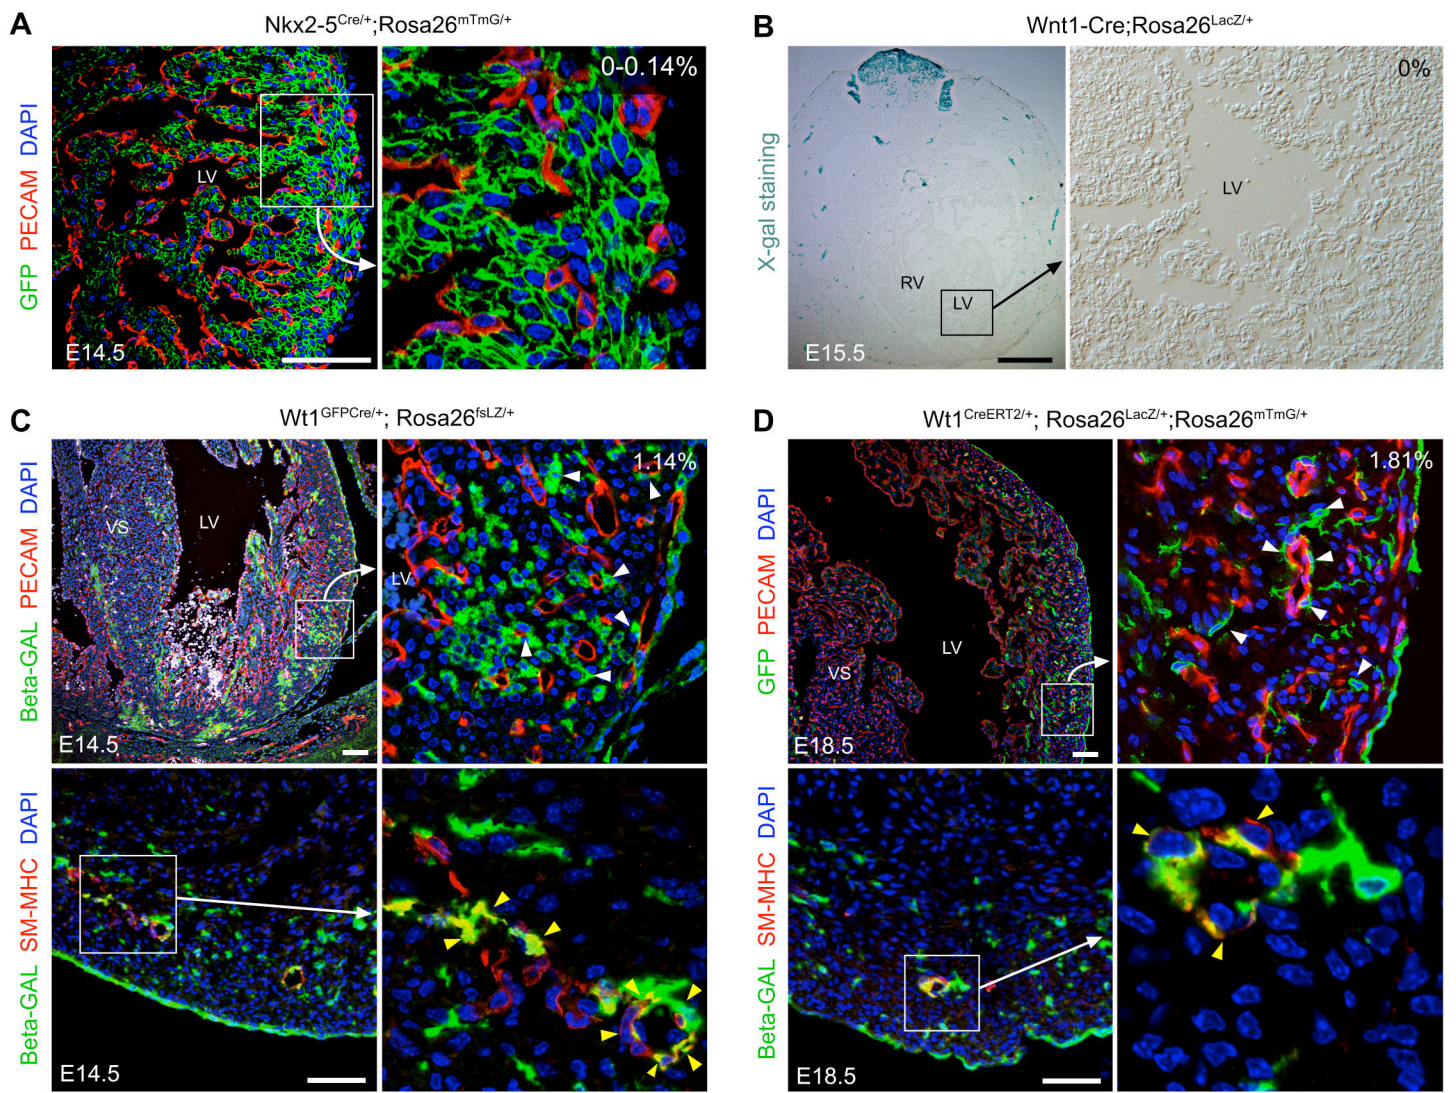 A
Nkx2-5Cre/+;Rosa26mTmG/+
GFP PECAM DAPI
LV
E14.5
0-0.14%
B
Wnt1-Cre;Rosa26LacZ/+
X-gal staining
RV
LV
E15.5
0%
LV
C
Wt1GFPCre/+; Rosa26fsLZ/+
Beta-GAL PECAM DAPI
VS
LV
E14.5
1.14%
LV
Beta-GAL SM-MHC DAPI
E14.5
D
Wt1CreERT2/+; Rosa26LacZ/+;Rosa26mTmG/+
GFP PECAM DAPI
VS
LV
E18.5
1.81%
Beta-GAL SM-MHC DAPI
E18.5